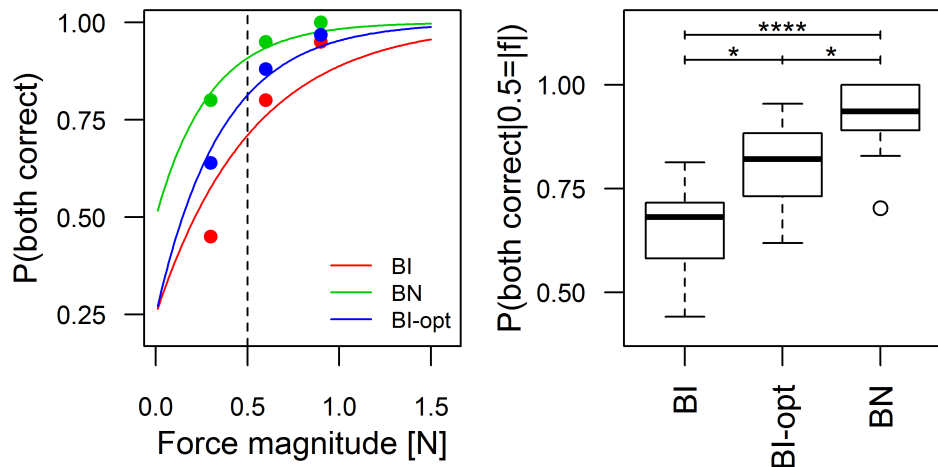 P(both correct)
1.00
0.75
0.50
0.25
BI
BN
BI-opt
0.0 0.5 1.0 1.5
Force magnitude [N]
P(both correct|0.5=|f|)
1.00
0.75
0.50
****
* *
BI
BI-opt
BN